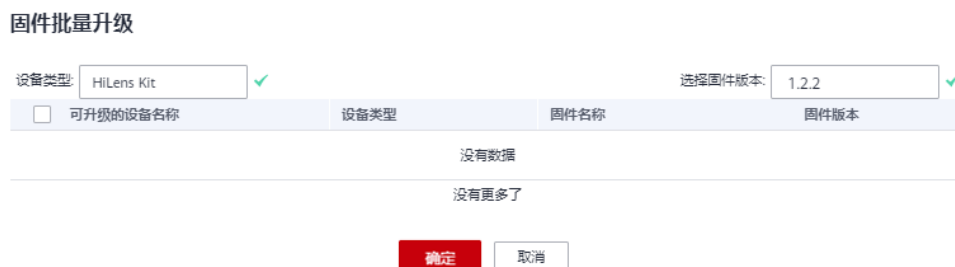 固件批量升级
设备类型: HiLens Kit 选择固件版本: 1.2.2
可升级的设备名称 设备类型 固件名称 固件版本
没有数据
没有更多了
确定 取消